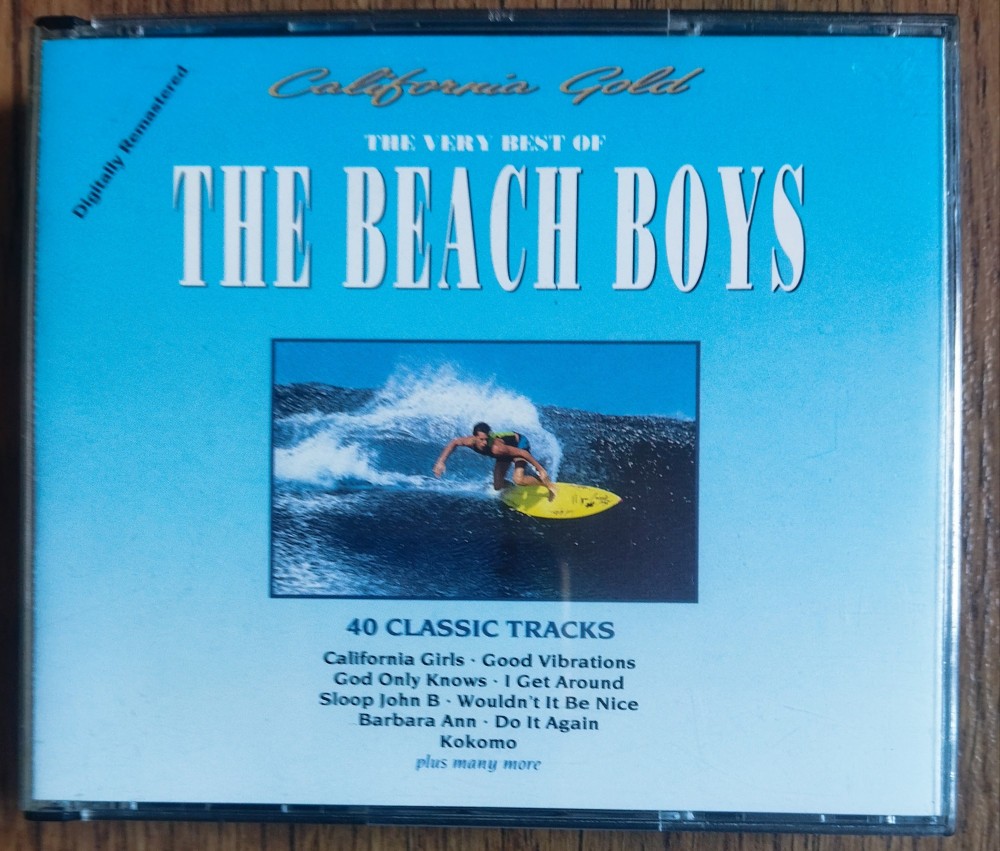 California Gold
Digitally Remastered
THE VERY BEST OF
THE BEACH BOYS
40 CLASSIC TRACKS
California Girls · Good Vibrations
God Only Knows · I Get Around
Sloop John B · Wouldn't It Be Nice
Barbara Ann · Do It Again
Kokomo
plus many more